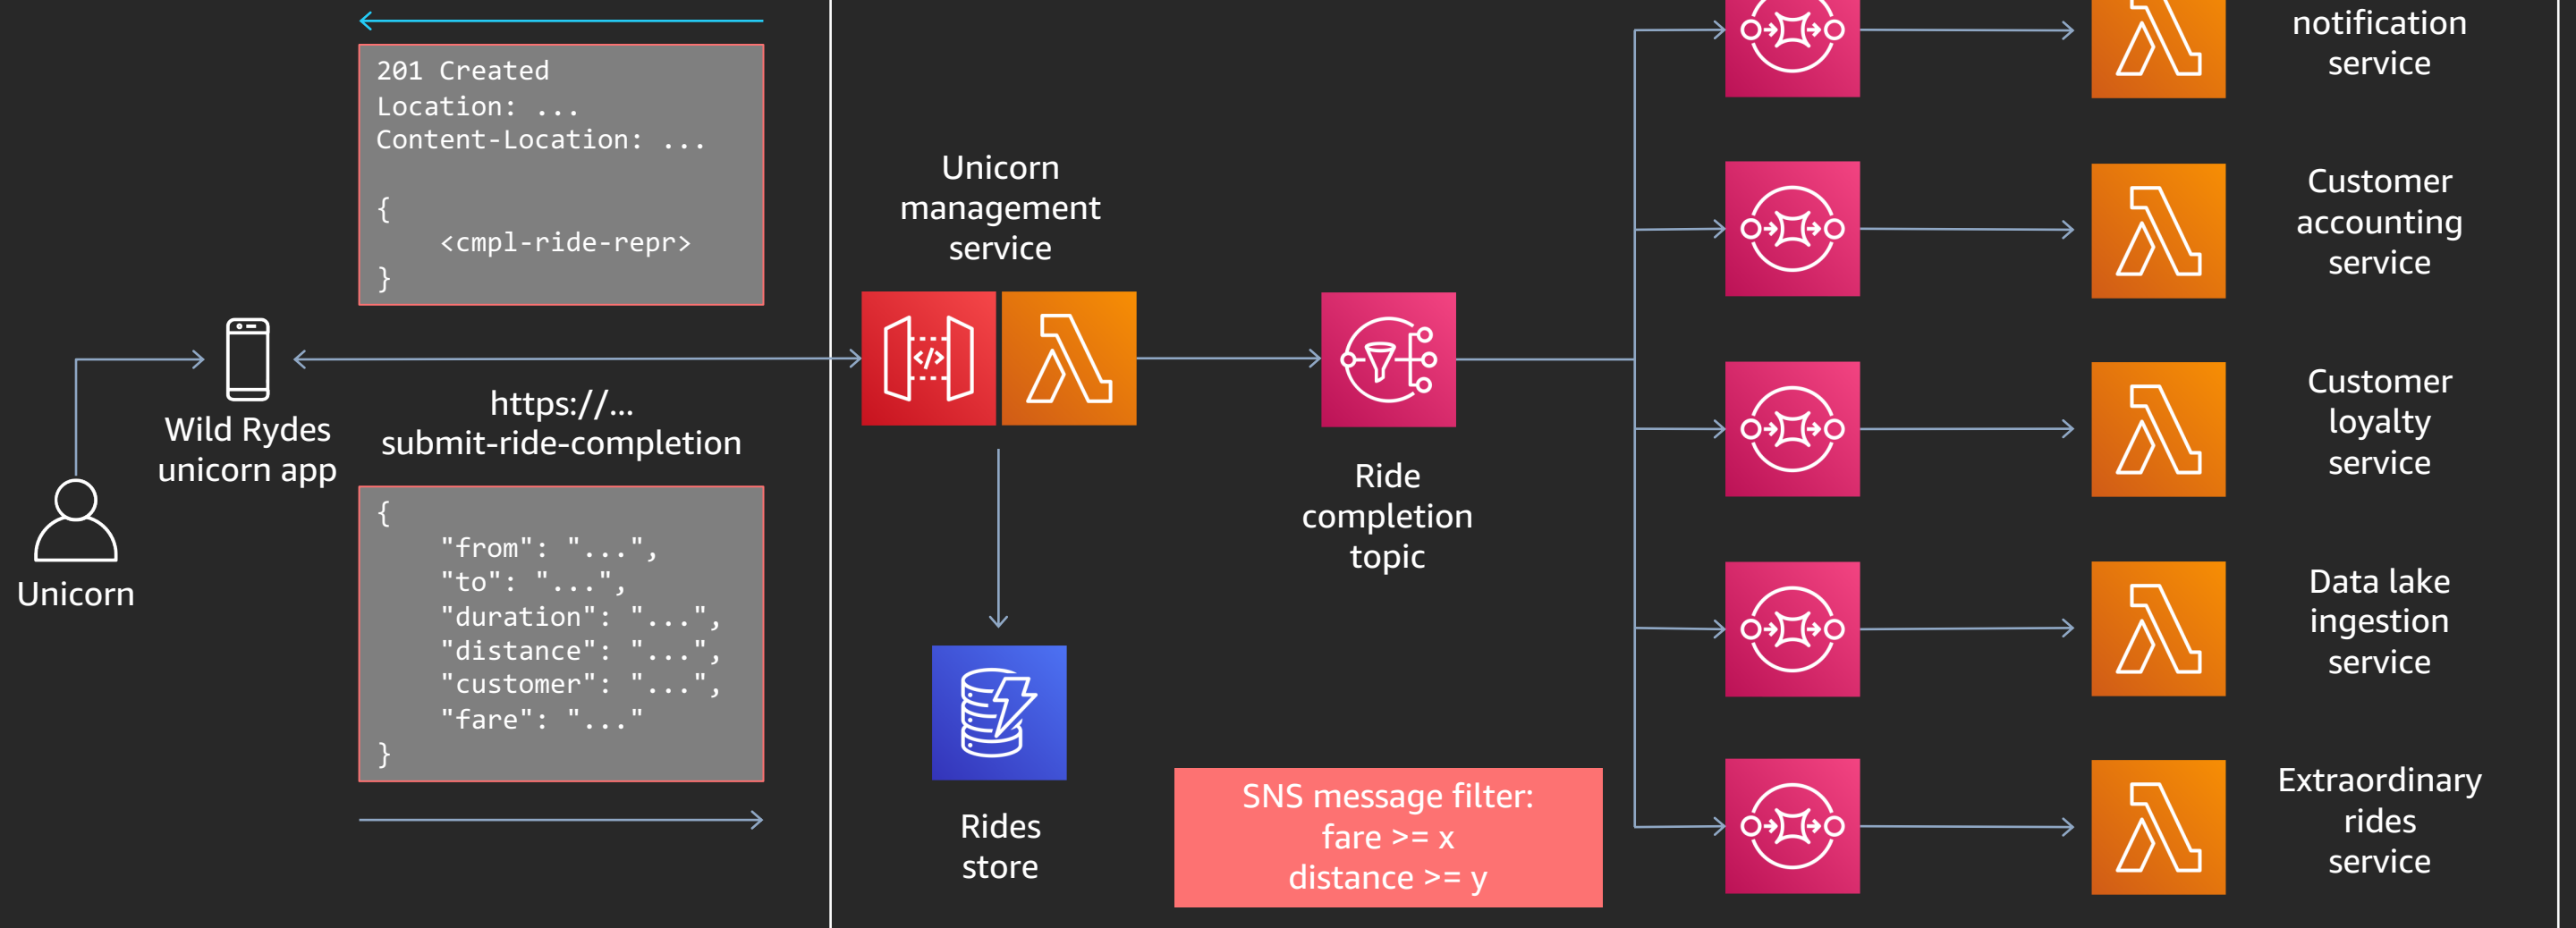 201 Created
Location: ...
Content-Location: ...
{
<cmpl-ride-repr>
}
Wild Rydes
unicorn app
Unicorn
https://...
submit-ride-completion
{
"from": "...",
"to": "...",
"duration": "...",
"distance": "...",
"customer": "...",
"fare": "..."
}
Unicorn
management
service
</>
Rides
store
Ride
completion
topic
SNS message filter:
fare >= x
distance >= y
notification
service
Customer
accounting
service
Customer
loyalty
service
Data lake
ingestion
service
Extraordinary
rides
service